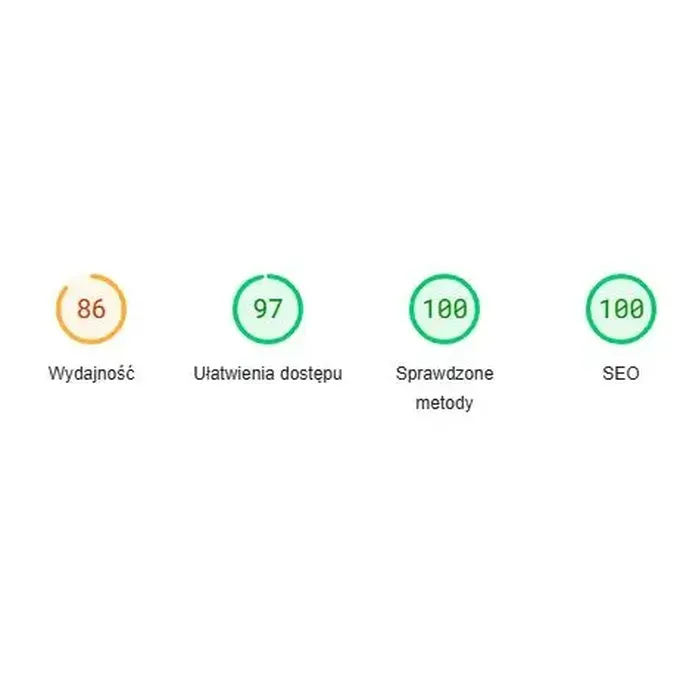 86
97
100
100
Wydajność
Ułatwienia dostępu
Sprawdzone
metody
SEO